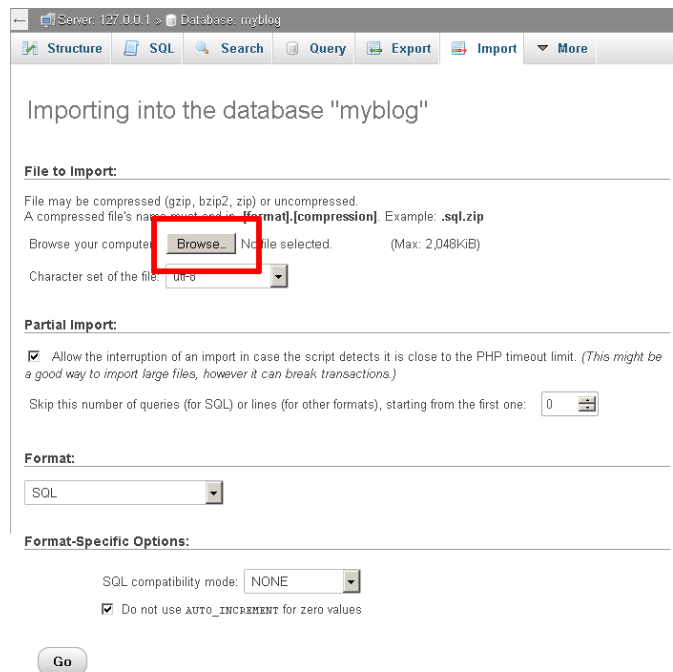 ← Server: 127.0.0.1 » Database: myblog
Structure SQL Search Query Export Import More
Importing into the database "myblog"
File to Import:
File may be compressed (gzip, bzip2, zip) or uncompressed.
A compressed file's name must end in .[format].[compression]. Example: .sql.zip
Browse your computer Browse... No file selected. (Max: 2,048KiB)
Character set of the file: utf-8
Partial Import:
Allow the interruption of an import in case the script detects it is close to the PHP timeout limit. (This might be
a good way to import large files, however it can break transactions.)
Skip this number of queries (for SQL) or lines (for other formats), starting from the first one: 0
Format:
SQL
Format-Specific Options:
SQL compatibility mode: NONE
Do not use AUTO_INCREMENT for zero values
Go